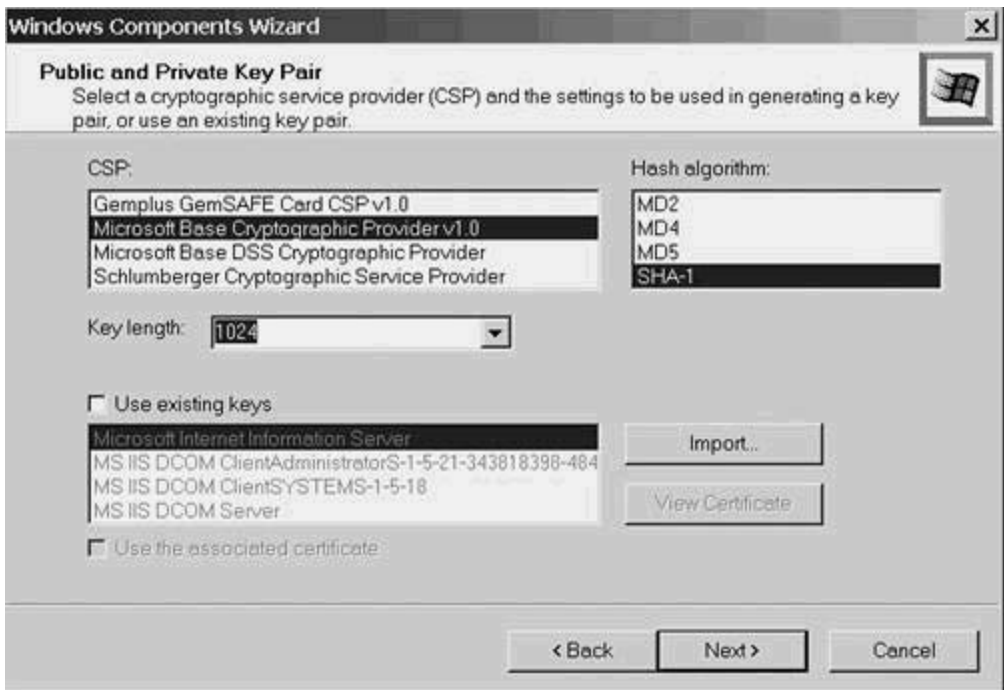 Windows Components Wizard
Public and Private Key Pair
Select a cryptographic service provider (CSP) and the settings to be used in generating a key
pair, or use an existing key pair.
CSP:
Gemplus GemSAFE Card CSP v1.0
Microsoft Base Cryptographic Provider v1.0
Microsoft Base DSS Cryptographic Provider
Schlumberger Cryptographic Service Provider
Hash algorithm:
MD2
MD4
MD5
SHA-1
Key length: 1024
Use existing keys
Microsoft Internet Information Server
MS IIS DCOM ClientAdministratorS-1-5-21-343818398-484
MS IIS DCOM ClientSYSTEMS-1-5-18
MS IIS DCOM Server
Import...
View Certificate
Use the associated certificate
< Back Next > Cancel